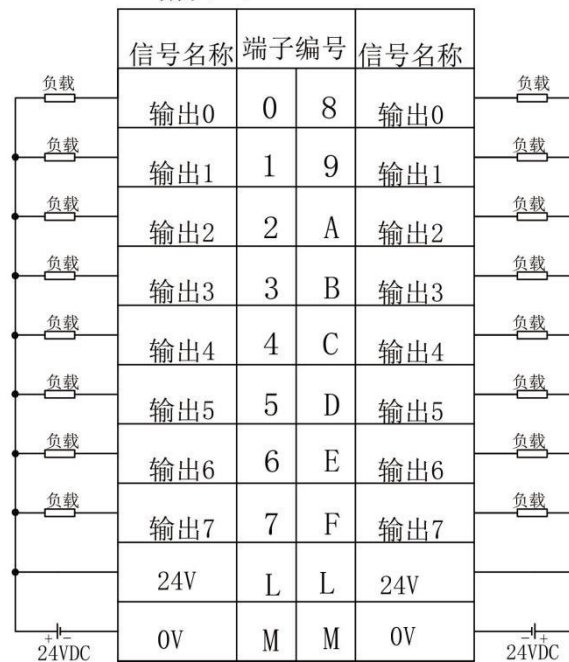 信号名称 端子编号 信号名称
负载 输出0 0 8 输出0 负载
负载 输出1 1 9 输出1 负载
负载 输出2 2 A 输出2 负载
负载 输出3 3 B 输出3 负载
负载 输出4 4 C 输出4 负载
负载 输出5 5 D 输出5 负载
负载 输出6 6 E 输出6 负载
负载 输出7 7 F 输出7 负载
24V L L 24V
+ - 0V M M 0V - +
24VDC 24VDC